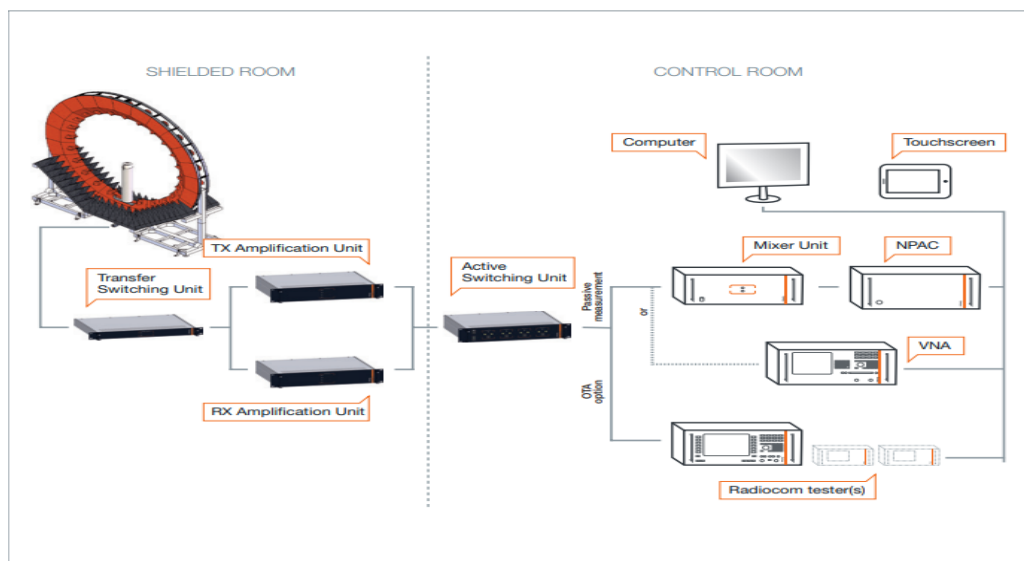 SHIELDED ROOM
CONTROL ROOM
Computer
Touchscreen
TX Amplification Unit
Mixer Unit
NPAC
Transfer
Switching Unit
Active
Switching Unit
Passive
measurement
or
VNA
OTA
option
RX Amplification Unit
Radiocom tester(s)